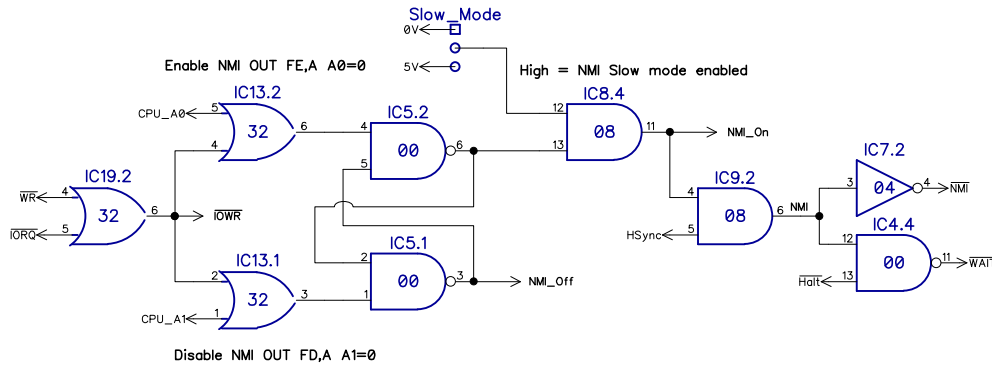 Slow_Mode
0V
5V
Enable NMI OUT FE,A A0=0
High = NMI Slow mode enabled
IC13.2
CPU_A0
5
4
32
6
IC5.2
4
5
00
6
IC8.4
12
13
08
11
NMI_On
IC19.2
WR
4
IORQ
5
32
6
IOWR
IC9.2
4
HSync
5
08
6
NMI
IC7.2
3
04
4
NMI
IC4.4
12
Halt
13
00
11
WAI
IC13.1
2
CPU_A1
1
32
3
IC5.1
2
1
00
3
NMI_Off
Disable NMI OUT FD,A A1=0